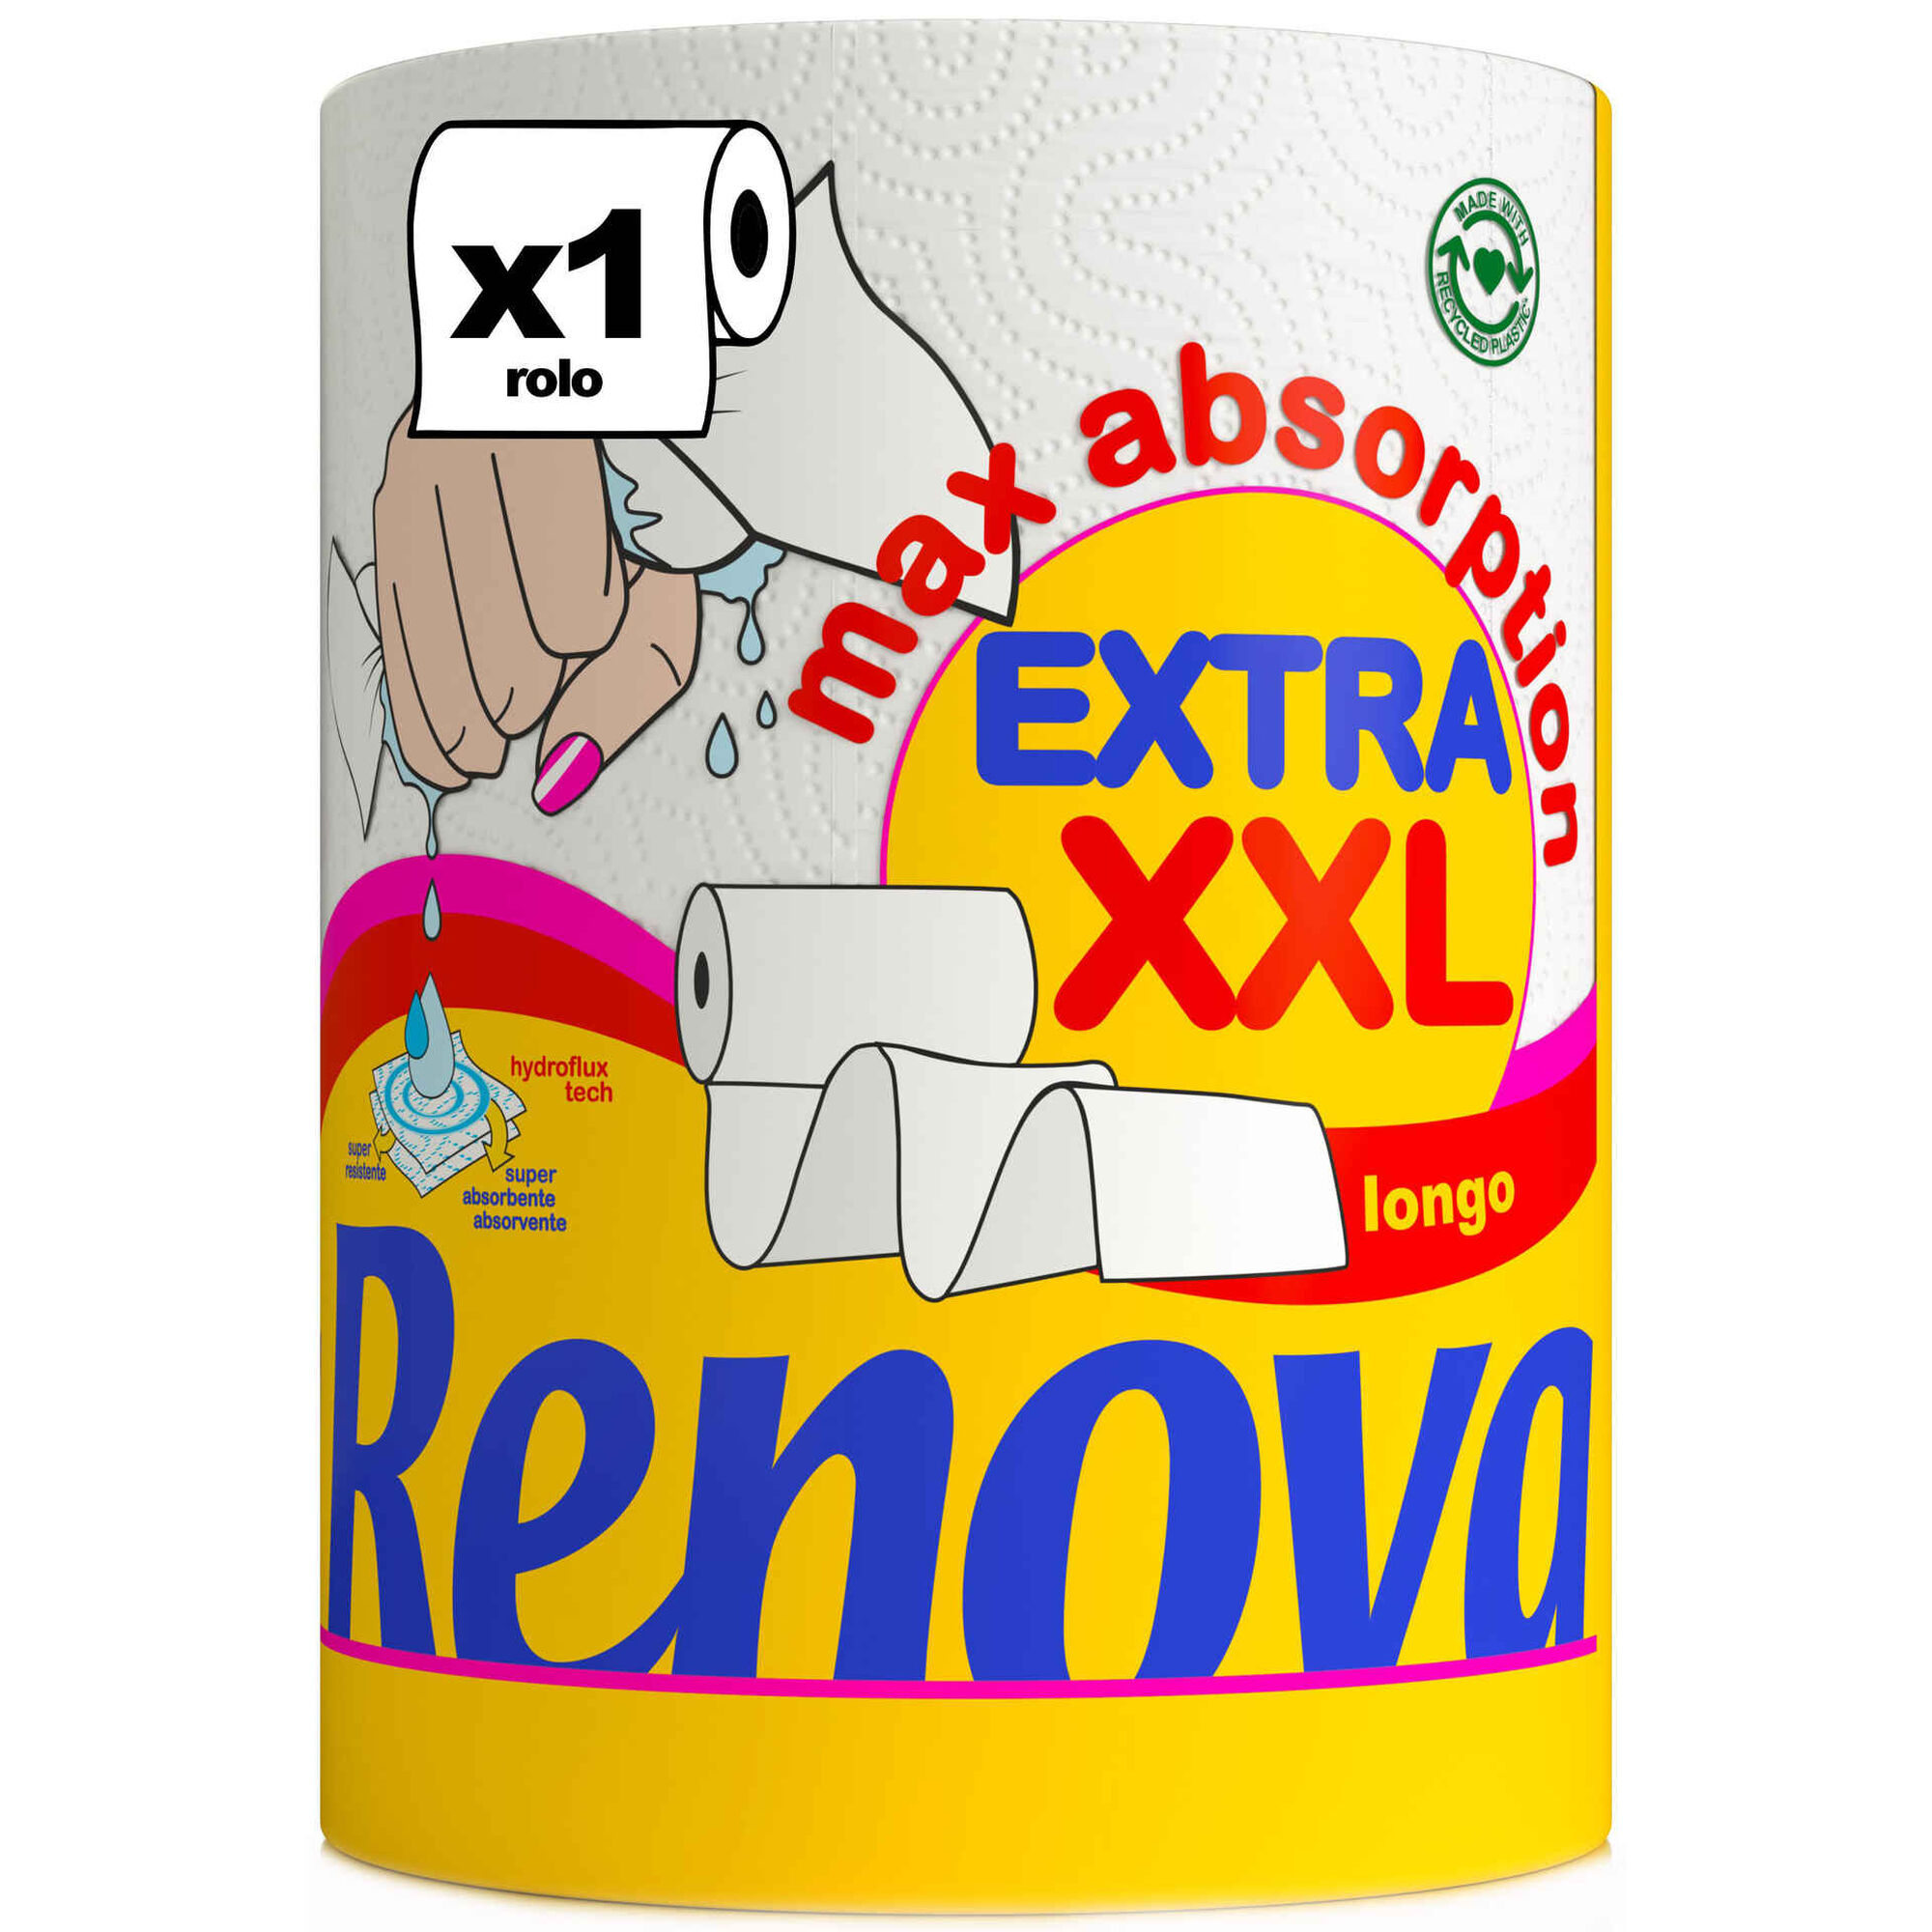 x1
rolo
MADE WITH
RECYCLED PLASTIC*
max absorption
EXTRA
XXL
hydroflux
tech
super
resistente
super
absorbente
absorvente
longo
Renova